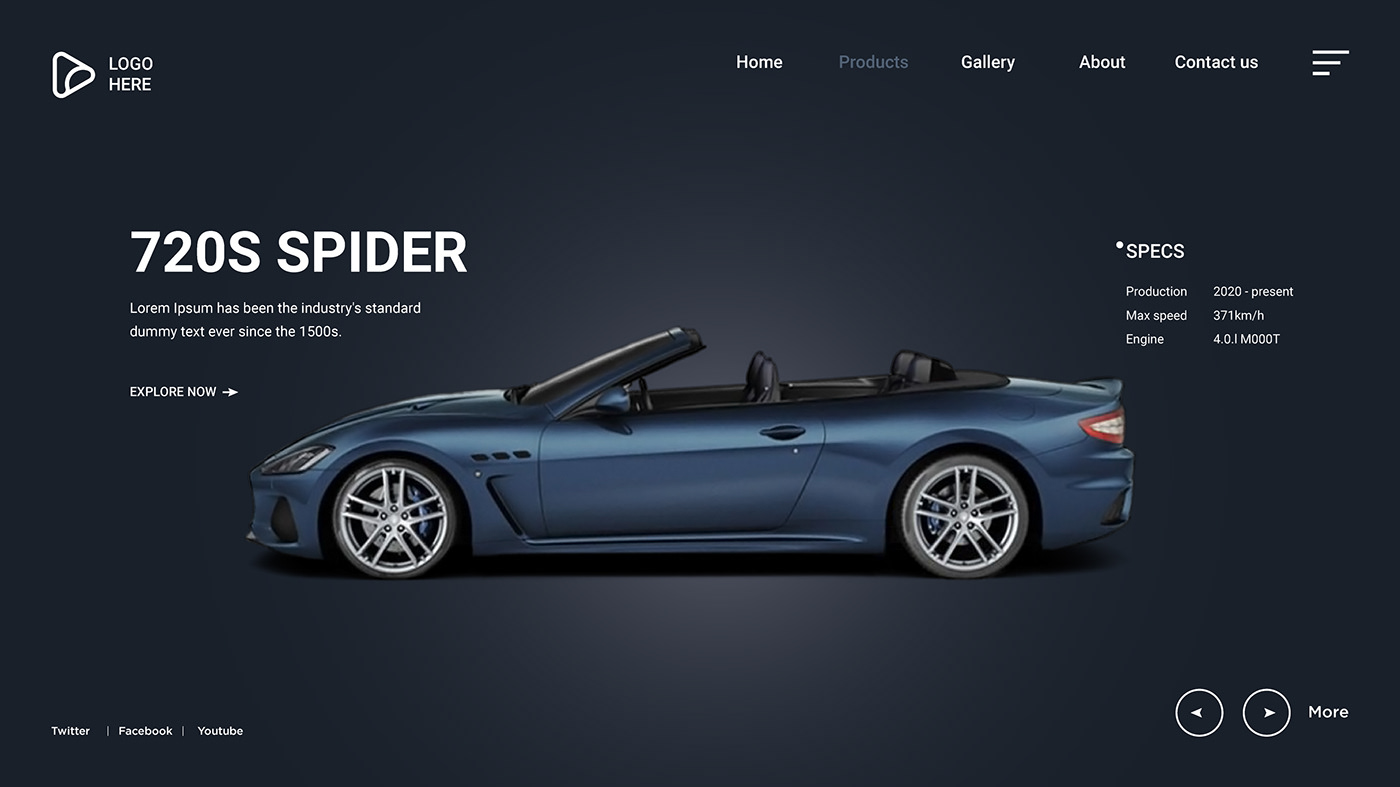 LOGO
HERE
Home
Products
Gallery
About
Contact us
720S SPIDER
Lorem Ipsum has been the industry's standard
dummy text ever since the 1500s.
EXPLORE NOW
SPECS
Production 2020 - present
Max speed 371km/h
Engine 4.0.l M000T
Twitter | Facebook | Youtube
More